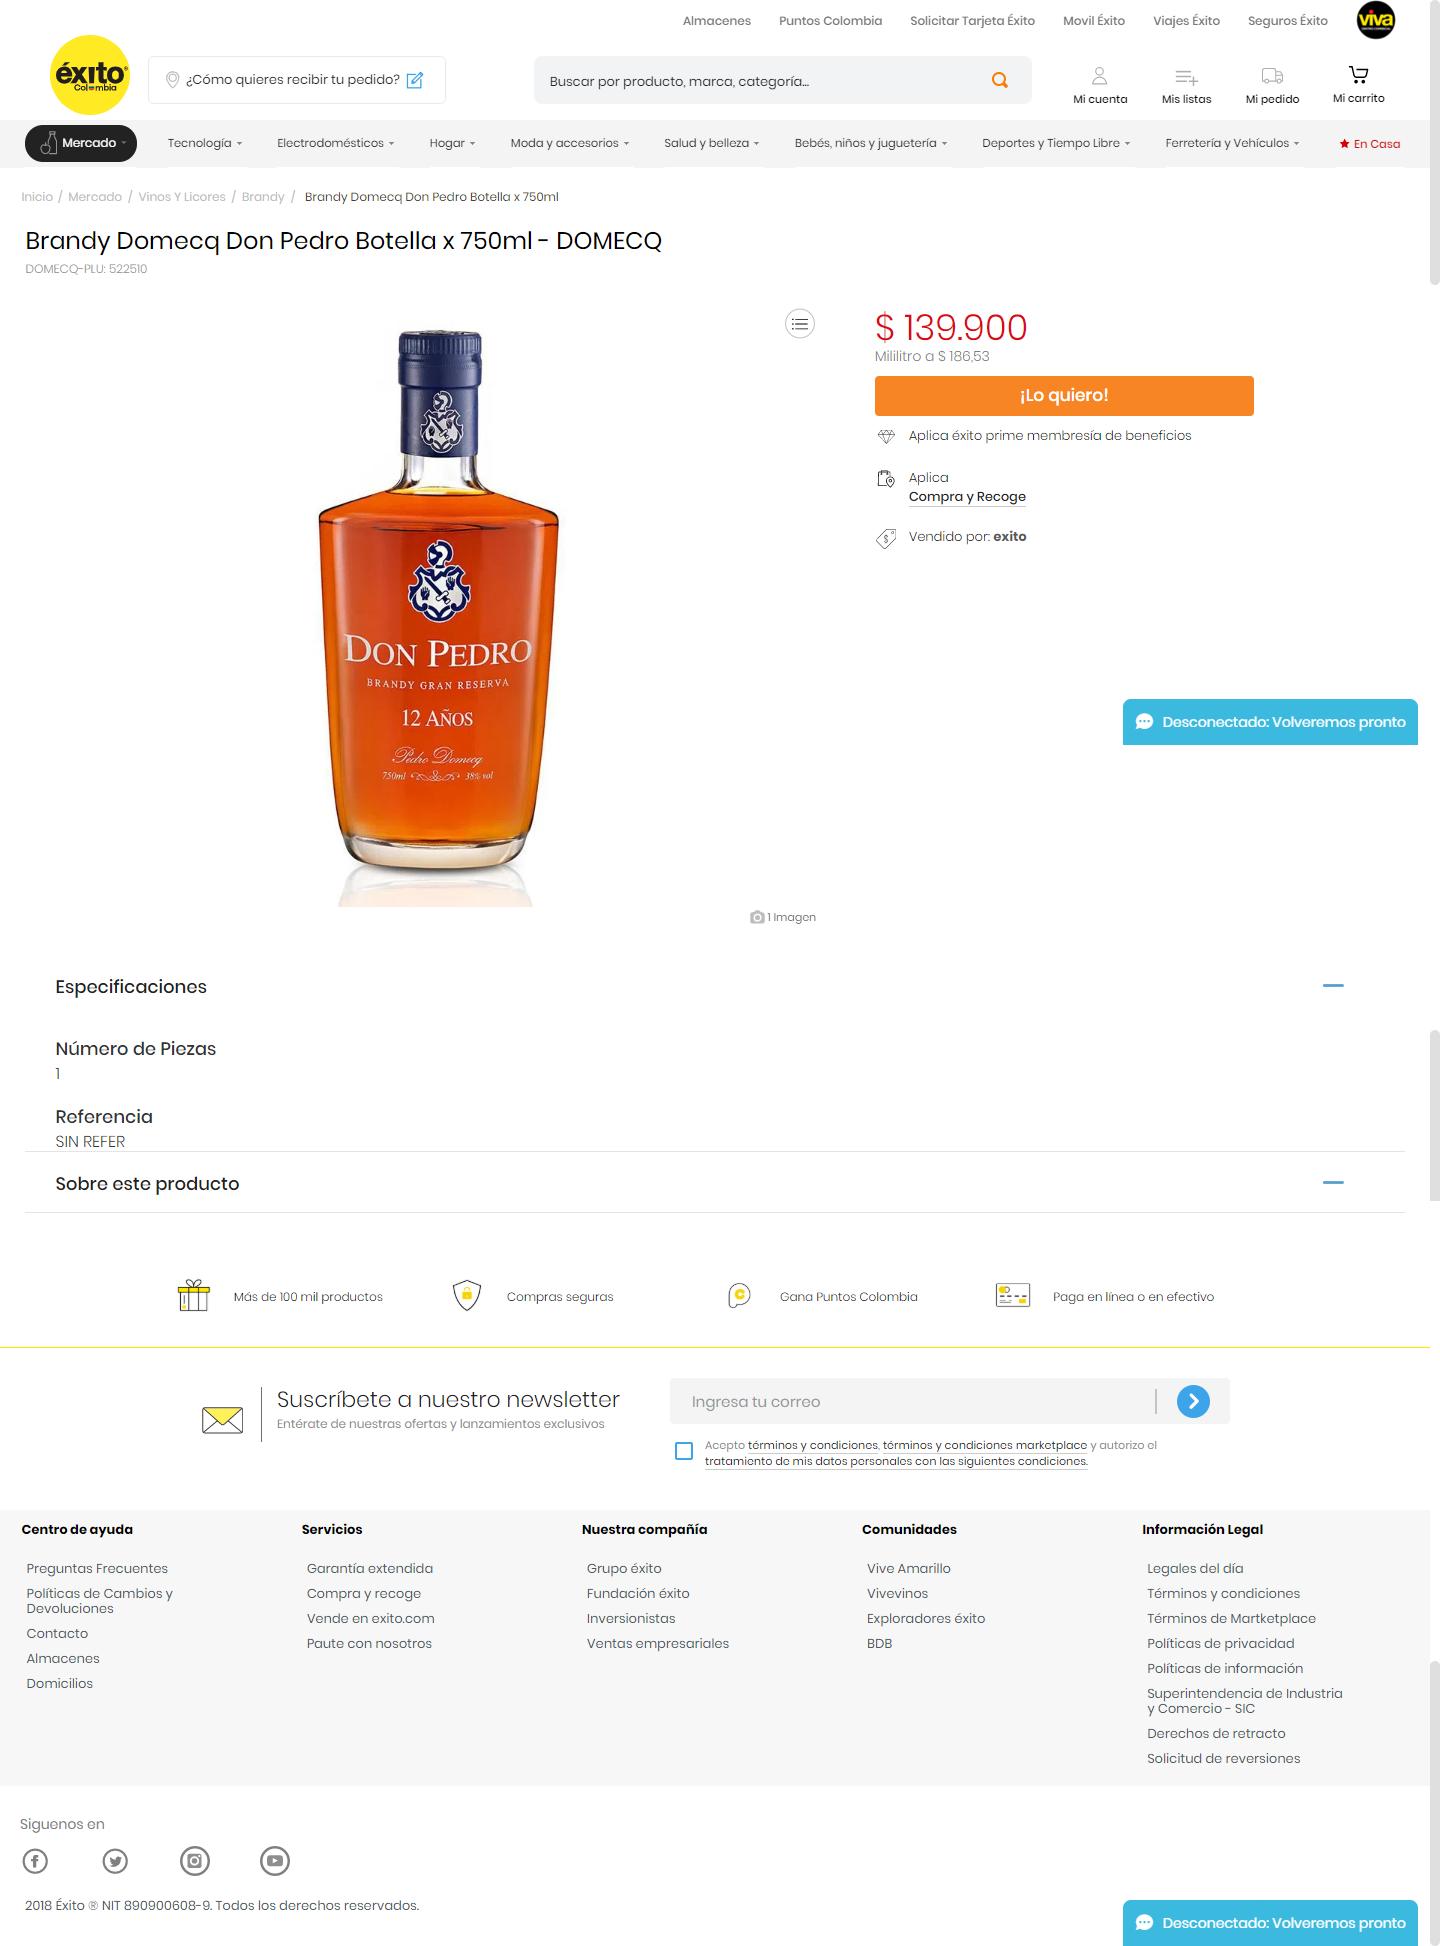 Almacenes Puntos Colombia Solicitar Tarjeta Éxito Movil Éxito Viajes Éxito Seguros Éxito viva
éxito
Colombia
¿Cómo quieres recibir tu pedido?
Buscar por producto, marca, categoría...
Mi cuenta Mis listas Mi pedido Mi carrito
Mercado Tecnología Electrodomésticos Hogar Moda y accesorios Salud y belleza Bebés, niños y juguetería Deportes y Tiempo Libre Ferretería y Vehículos En Casa
Inicio / Mercado / Vinos Y Licores / Brandy / Brandy Domecq Don Pedro Botella x 750ml
Brandy Domecq Don Pedro Botella x 750ml - DOMECQ
DOMECQ-PLU: 522510
$ 139.900
Mililitro a $ 186,53
¡Lo quiero!
Aplica éxito prime membresía de beneficios
Aplica
Compra y Recoge
Vendido por: exito
DON PEDRO
BRANDY GRAN RESERVA
12 AÑOS
Pedro Domecq
750ml 38% vol
Desconectado: Volveremos pronto
1 Imagen
Especificaciones
Número de Piezas
1
Referencia
SIN REFER
Sobre este producto
Más de 100 mil productos Compras seguras Gana Puntos Colombia Paga en línea o en efectivo
Suscríbete a nuestro newsletter
Entérate de nuestras ofertas y lanzamientos exclusivos
Ingresa tu correo
Acepto términos y condiciones, términos y condiciones marketplace y autorizo el
tratamiento de mis datos personales con las siguientes condiciones.
Centro de ayuda
Preguntas Frecuentes
Políticas de Cambios y
Devoluciones
Contacto
Almacenes
Domicilios
Servicios
Garantía extendida
Compra y recoge
Vende en exito.com
Paute con nosotros
Nuestra compañía
Grupo éxito
Fundación éxito
Inversionistas
Ventas empresariales
Comunidades
Vive Amarillo
Vivevinos
Exploradores éxito
BDB
Información Legal
Legales del día
Términos y condiciones
Términos de Martketplace
Políticas de privacidad
Políticas de información
Superintendencia de Industria
y Comercio - SIC
Derechos de retracto
Solicitud de reversiones
Siguenos en
2018 Éxito ® NIT 890900608-9. Todos los derechos reservados.
Desconectado: Volveremos pronto